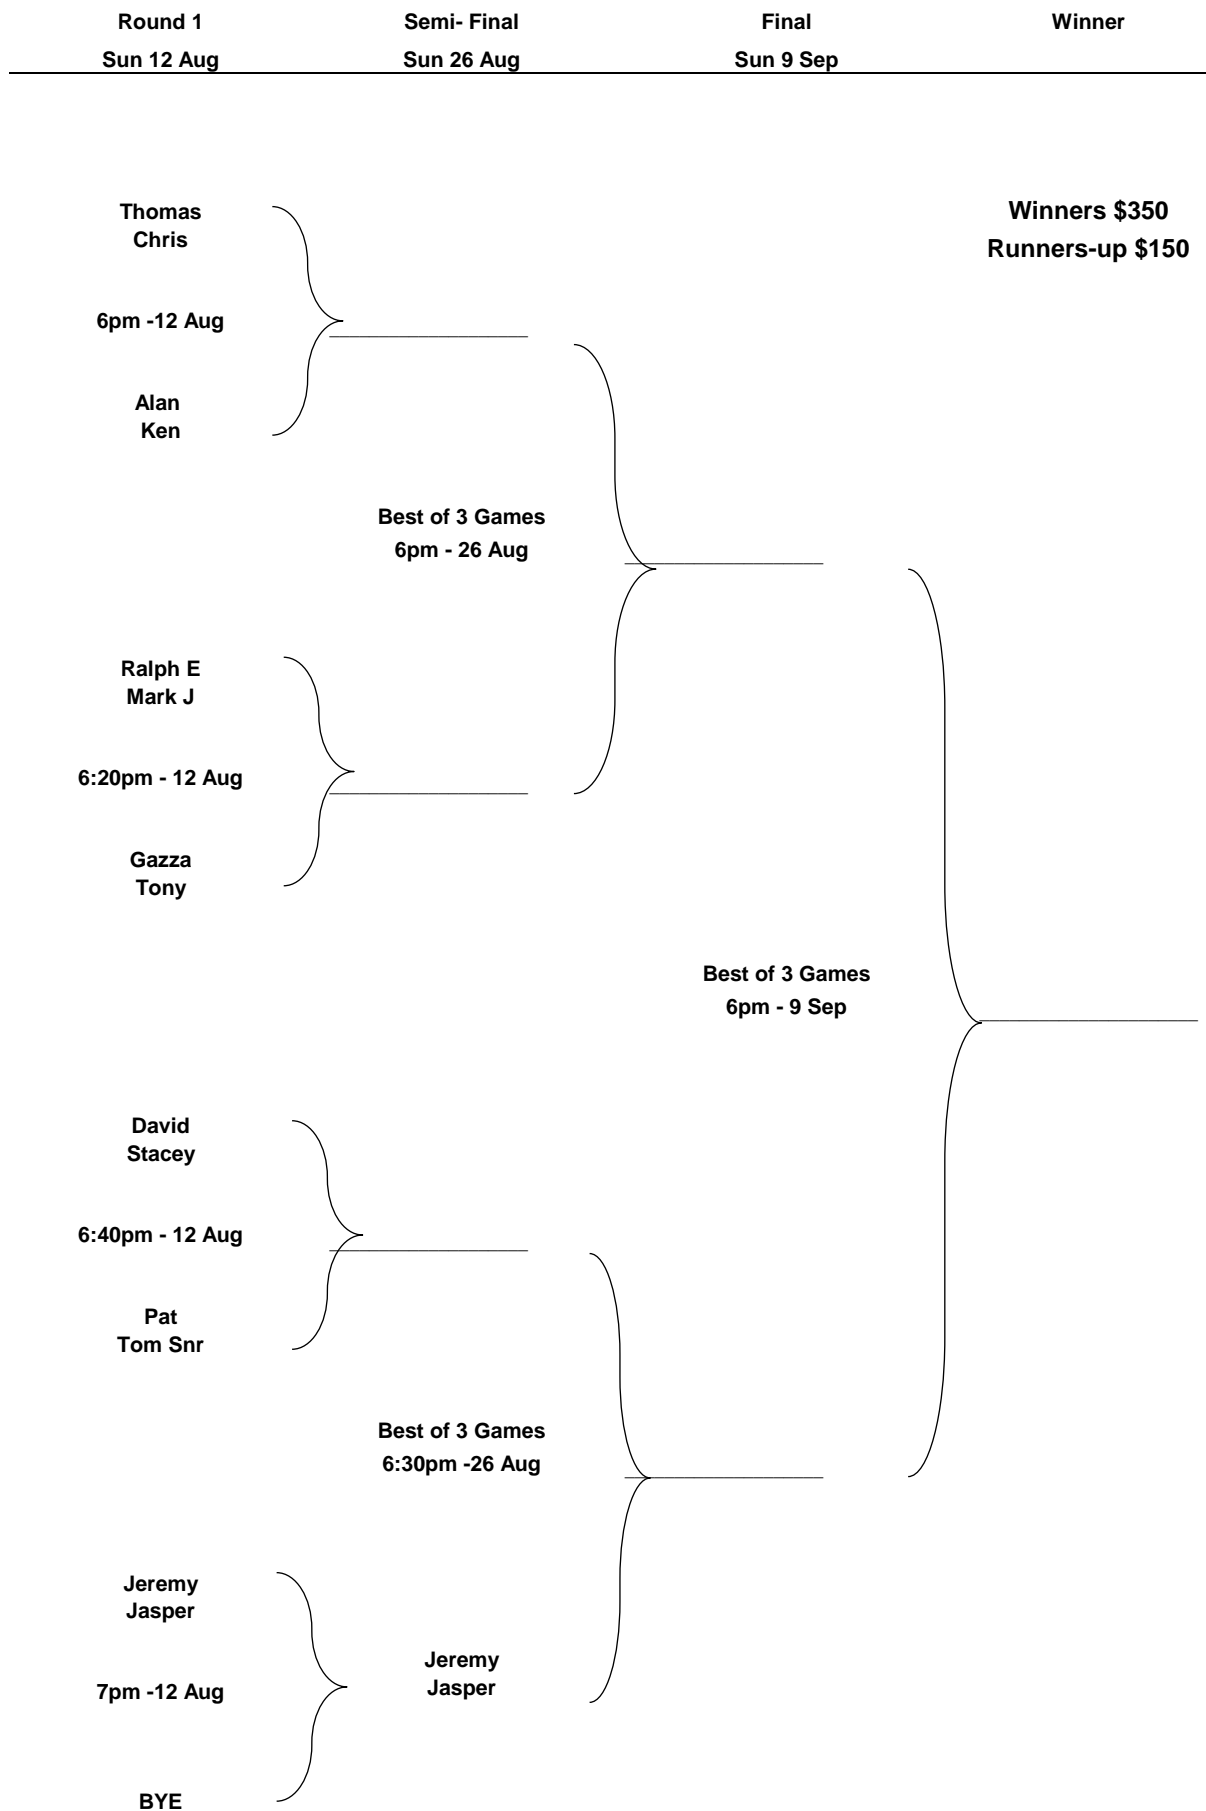 Round 1
Semi- Final
Final
Winner
Sun 12 Aug
Sun 26 Aug
Sun 9 Sep
Thomas
Chris
Winners $350
Runners-up $150
6pm -12 Aug
Alan
Ken
Best of 3 Games
6pm - 26 Aug
Ralph E
Mark J
6:20pm - 12 Aug
Gazza
Tony
Best of 3 Games
6pm - 9 Sep
David
Stacey
6:40pm - 12 Aug
Pat
Tom Snr
Best of 3 Games
6:30pm -26 Aug
Jeremy
Jasper
Jeremy
Jasper
7pm -12 Aug
BYE